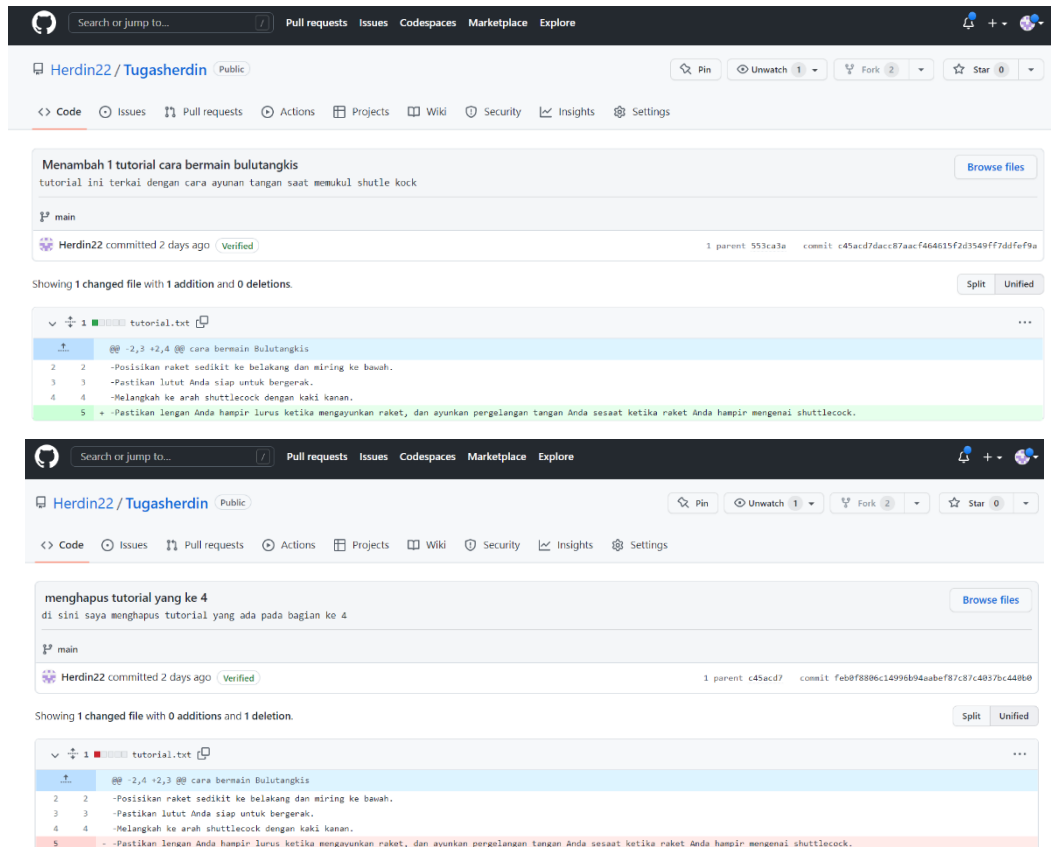 Search or jump to... / Pull requests Issues Codespaces Marketplace Explore
Herdin22 / Tugasherdin Public Pin Unwatch 1 Fork 2 Star 0
Code Issues Pull requests Actions Projects Wiki Security Insights Settings
Menambah 1 tutorial cara bermain bulutangkis Browse files
tutorial ini terkai dengan cara ayunan tangan saat memukul shutle kock
main
Herdin22 committed 2 days ago Verified 1 parent 553ca3a commit c45acd7dacc87aacf464615f2d3549ff7ddfef9a
Showing 1 changed file with 1 addition and 0 deletions. Split Unified
1 tutorial.txt ...
@@ -2,3 +2,4 @@ cara bermain Bulutangkis
2 2 -Posisikan raket sedikit ke belakang dan miring ke bawah.
3 3 -Pastikan lutut Anda siap untuk bergerak.
4 4 -Melangkah ke arah shuttlecock dengan kaki kanan.
5 + -Pastikan lengan Anda hampir lurus ketika mengayunkan raket, dan ayunkan pergelangan tangan Anda sesaat ketika raket Anda hampir mengenai shuttlecock.
Search or jump to... / Pull requests Issues Codespaces Marketplace Explore
Herdin22 / Tugasherdin Public Pin Unwatch 1 Fork 2 Star 0
Code Issues Pull requests Actions Projects Wiki Security Insights Settings
menghapus tutorial yang ke 4 Browse files
di sini saya menghapus tutorial yang ada pada bagian ke 4
main
Herdin22 committed 2 days ago Verified 1 parent c45acd7 commit feb0f8806c14996b94aabef87c87c4037bc440b0
Showing 1 changed file with 0 additions and 1 deletion. Split Unified
1 tutorial.txt ...
@@ -2,4 +2,3 @@ cara bermain Bulutangkis
2 2 -Posisikan raket sedikit ke belakang dan miring ke bawah.
3 3 -Pastikan lutut Anda siap untuk bergerak.
4 4 -Melangkah ke arah shuttlecock dengan kaki kanan.
5 - -Pastikan lengan Anda hampir lurus ketika mengayunkan raket, dan ayunkan pergelangan tangan Anda sesaat ketika raket Anda hampir mengenai shuttlecock.